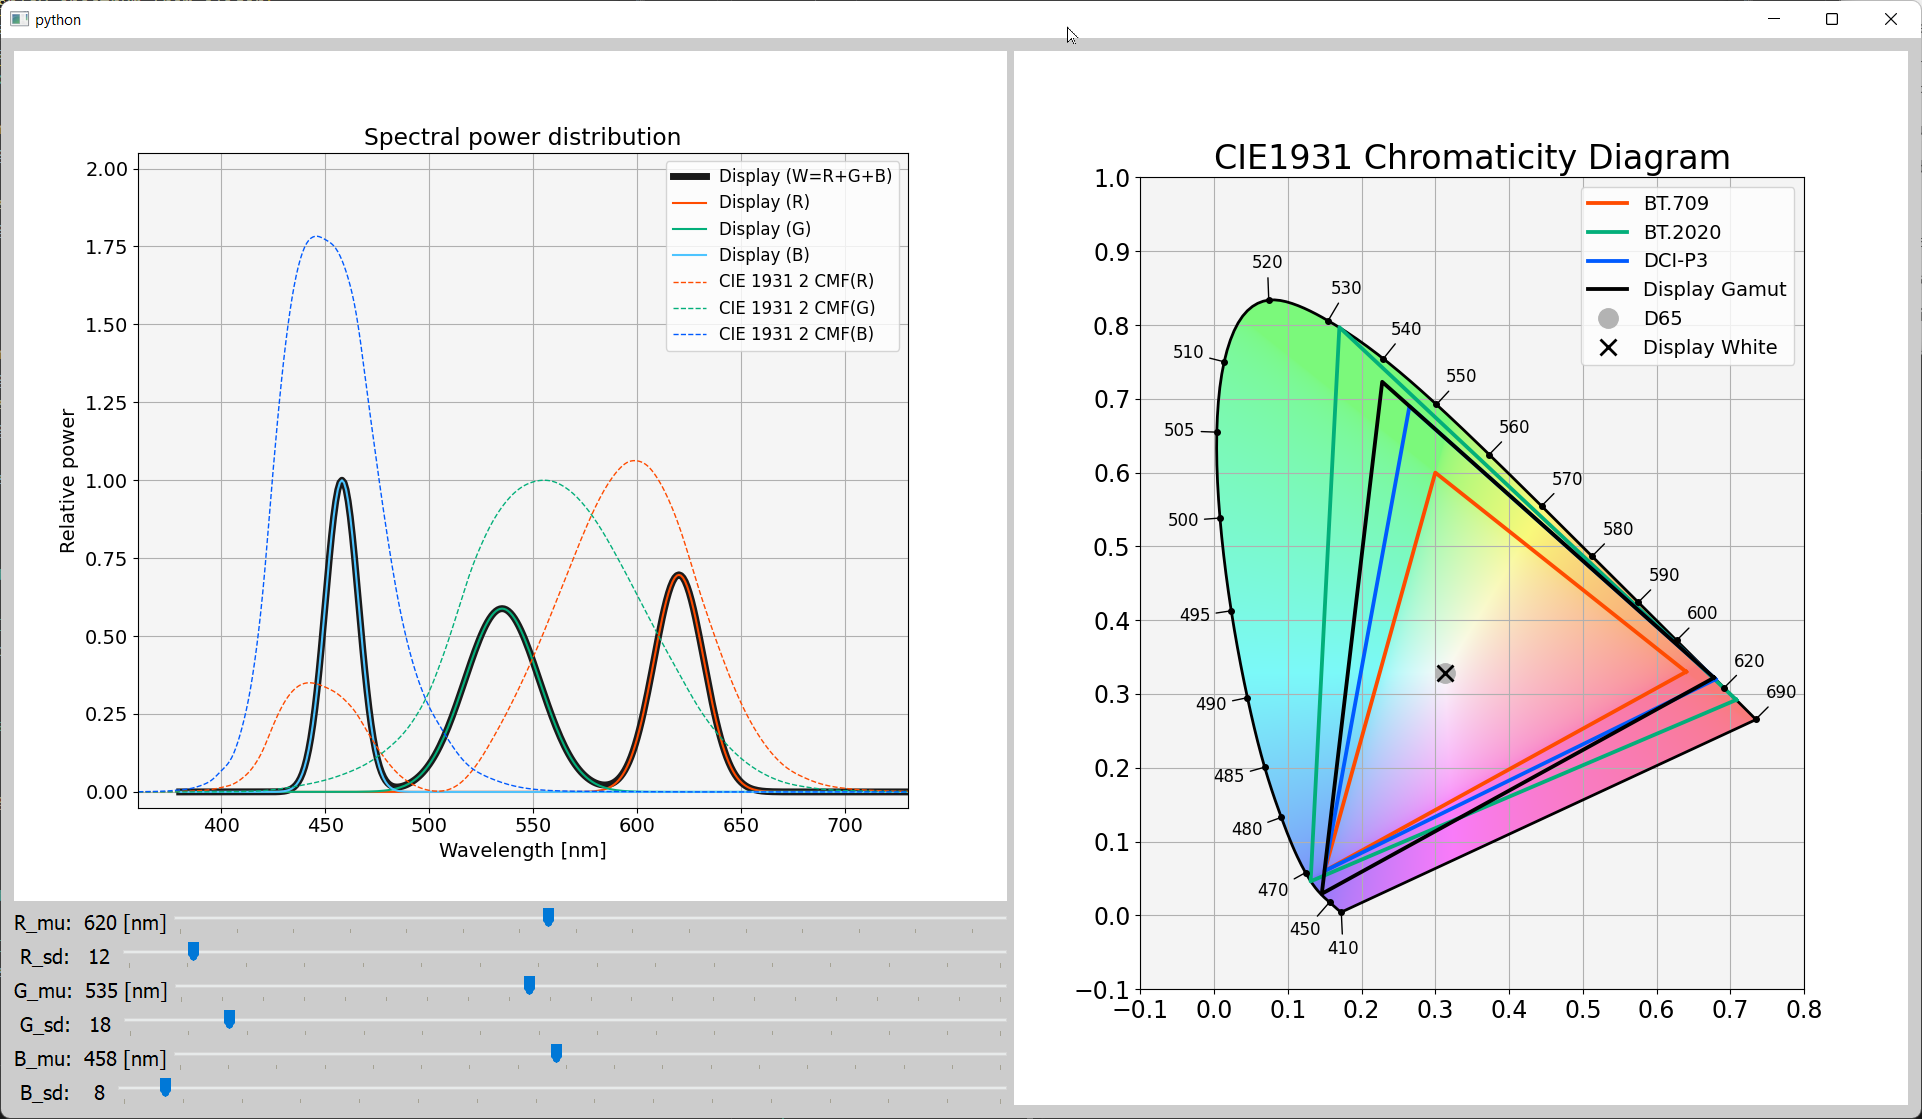 python
Spectral power distribution
2.00
1.75
1.50
1.25
1.00
0.75
0.50
0.25
0.00
Relative power
Display (W=R+G+B)
Display (R)
Display (G)
Display (B)
CIE 1931 2 CMF(R)
CIE 1931 2 CMF(G)
CIE 1931 2 CMF(B)
400 450 500 550 600 650 700
Wavelength [nm]
R_mu: 620 [nm]
R_sd: 12
G_mu: 535 [nm]
G_sd: 18
B_mu: 458 [nm]
B_sd: 8
CIE1931 Chromaticity Diagram
1.0
0.9
0.8
0.7
0.6
0.5
0.4
0.3
0.2
0.1
0.0
−0.1
BT.709
BT.2020
DCI-P3
Display Gamut
D65
Display White
520
530
540
510
550
505
560
570
500
580
590
495
600
620
690
490
485
480
470
450
410
−0.1 0.0 0.1 0.2 0.3 0.4 0.5 0.6 0.7 0.8